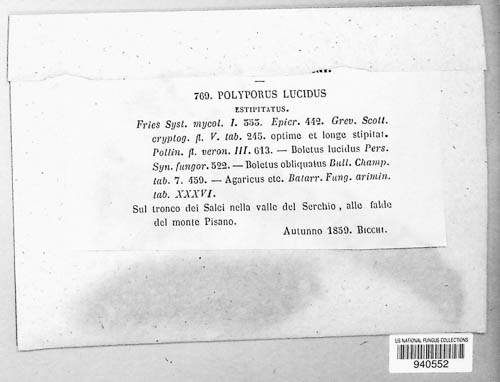 769. POLYPORUS LUCIDUS
ESTIPITATUS.
Fries Syst. mycol. I. 353. Epicr. 442. Grev. Scott.
cryptog. fl. V. tab. 245. optime et longe stipitat.
Pollin. fl. veron. III. 613. — Boletus lucidus Pers.
Syn. fungor. 522. — Boletus obliquatus Bull. Champ.
tab. 7. 459. — Agaricus etc. Batarr. Fung. arimin.
tab. XXXVI.
Sul tronco dei Salci nella valle del Serchio, alle falde
del monte Pisano.
Autunno 1859. BICCHI.
US NATIONAL FUNGUS COLLECTIONS
940552